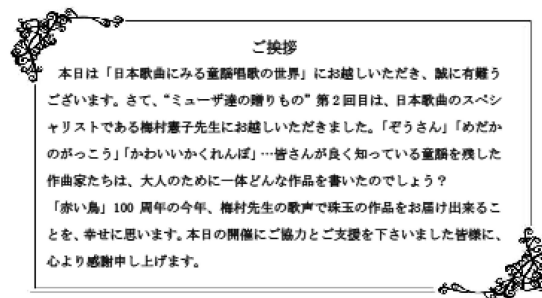 ご挨拶
本日は「日本歌曲にみる童謡唱歌の世界」にお越しいただき、誠に有難う
ございます。さて、“ミューザ達の贈りもの”第2回目は、日本歌曲のスペシ
ャリストである梅村憲子先生にお越しいただきました。「ぞうさん」「めだか
のがっこう」「かわいいかくれんぼ」…皆さんが良く知っている童謡を残した
作曲家たちは、大人のために一体どんな作品を書いたのでしょう？
「赤い鳥」100 周年の今年、梅村先生の歌声で珠玉の作品をお届け出来るこ
とを、幸せに思います。本日の開催にご協力とご支援を下さいました皆様に、
心より感謝申し上げます。